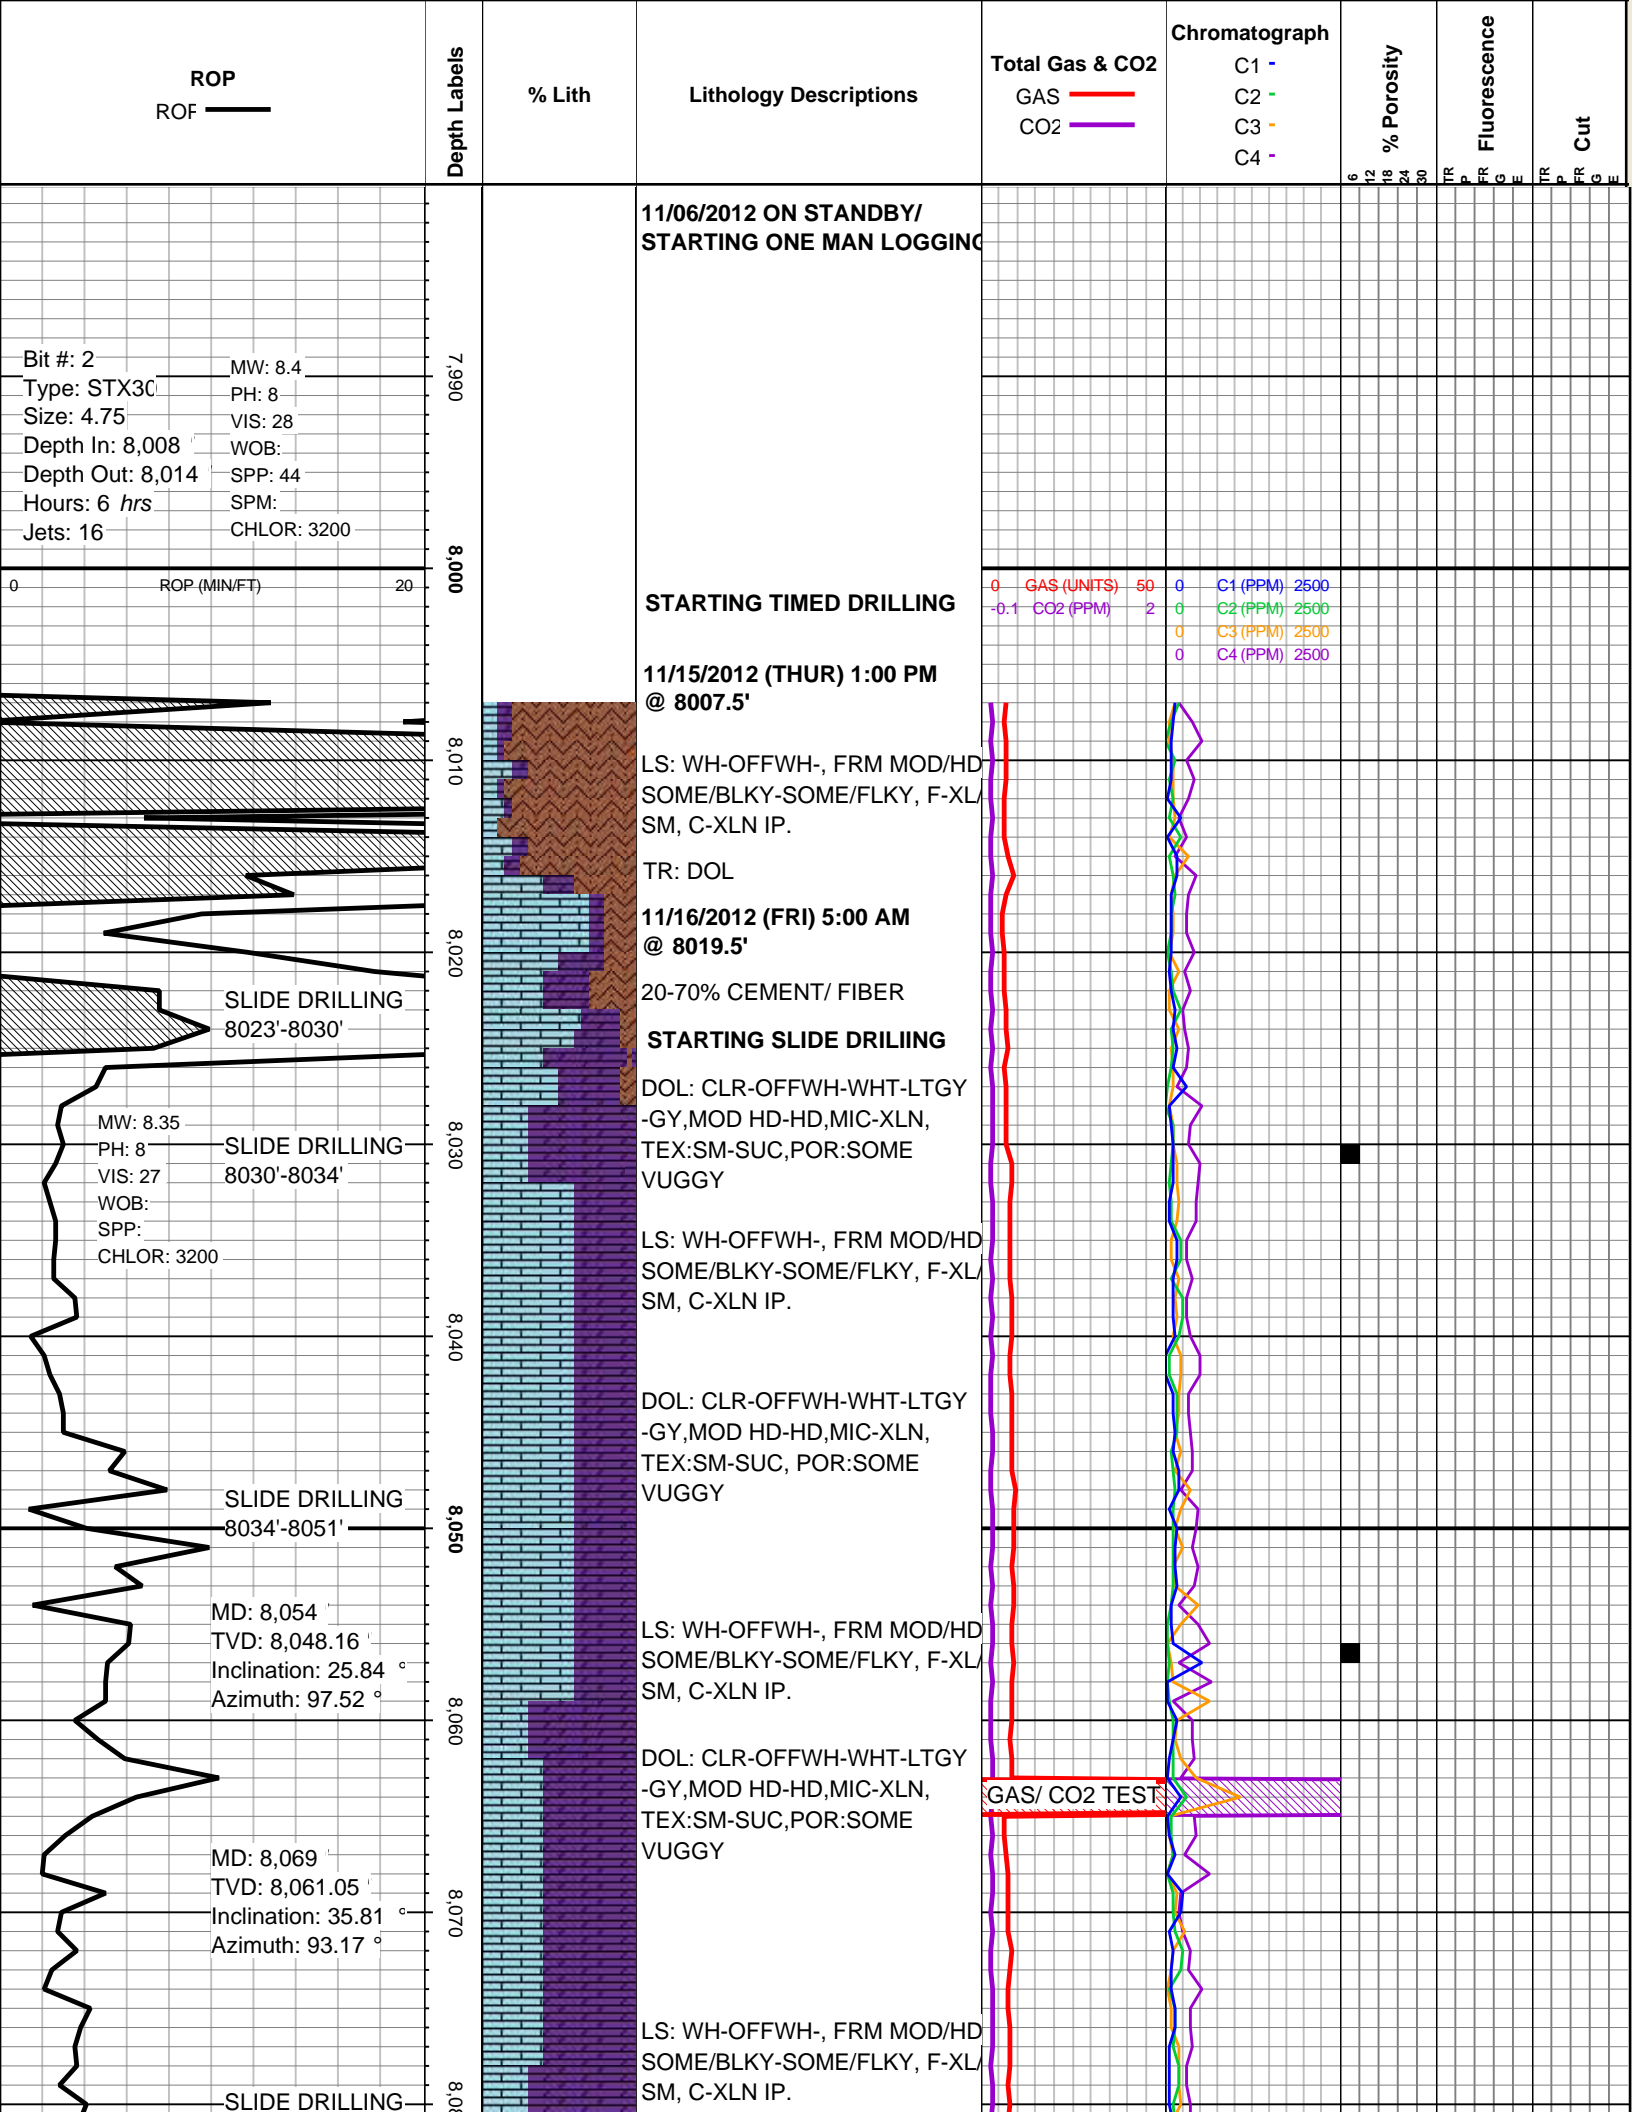 ROP
ROP
Depth Labels
% Lith
Lithology Descriptions
Total Gas & CO2
GAS
CO2
Chromatograph
C1
C2
C3
C4
% Porosity
6
12
18
24
30
Fluorescence
TR
P
FR
G
E
Cut
TR
P
FR
G
E
11/06/2012 ON STANDBY/
STARTING ONE MAN LOGGING
7,990
Bit #: 2
Type: STX30
Size: 4.75
Depth In: 8,008 '
Depth Out: 8,014 '
Hours: 6 hrs
Jets: 16
MW: 8.4
PH: 8
VIS: 28
WOB:
SPP: 44
SPM:
CHLOR: 3200
8,000
0 ROP (MIN/FT) 20
STARTING TIMED DRILLING
0 GAS (UNITS) 50
-0.1 CO2 (PPM) 2
0 C1 (PPM) 2500
0 C2 (PPM) 2500
0 C3 (PPM) 2500
0 C4 (PPM) 2500
11/15/2012 (THUR) 1:00 PM
@ 8007.5'
8,010
LS: WH-OFFWH-, FRM MOD/HD
SOME/BLKY-SOME/FLKY, F-XL/
SM, C-XLN IP.
TR: DOL
11/16/2012 (FRI) 5:00 AM
@ 8019.5'
8,020
20-70% CEMENT/ FIBER
SLIDE DRILLING
8023'-8030'
STARTING SLIDE DRILIING
DOL: CLR-OFFWH-WHT-LTGY
-GY,MOD HD-HD,MIC-XLN,
TEX:SM-SUC,POR:SOME
VUGGY
MW: 8.35
PH: 8
VIS: 27
WOB:
SPP:
CHLOR: 3200
SLIDE DRILLING
8030'-8034'
8,030
LS: WH-OFFWH-, FRM MOD/HD
SOME/BLKY-SOME/FLKY, F-XL/
SM, C-XLN IP.
8,040
DOL: CLR-OFFWH-WHT-LTGY
-GY,MOD HD-HD,MIC-XLN,
TEX:SM-SUC, POR:SOME
VUGGY
SLIDE DRILLING
8034'-8051'
8,050
MD: 8,054 '
TVD: 8,048.16 '
Inclination: 25.84 °
Azimuth: 97.52 °
LS: WH-OFFWH-, FRM MOD/HD
SOME/BLKY-SOME/FLKY, F-XL/
SM, C-XLN IP.
8,060
DOL: CLR-OFFWH-WHT-LTGY
-GY,MOD HD-HD,MIC-XLN,
TEX:SM-SUC,POR:SOME
VUGGY
GAS/ CO2 TEST
MD: 8,069 '
TVD: 8,061.05 '
Inclination: 35.81 °
Azimuth: 93.17 °
8,070
LS: WH-OFFWH-, FRM MOD/HD
SOME/BLKY-SOME/FLKY, F-XL/
SM, C-XLN IP.
SLIDE DRILLING